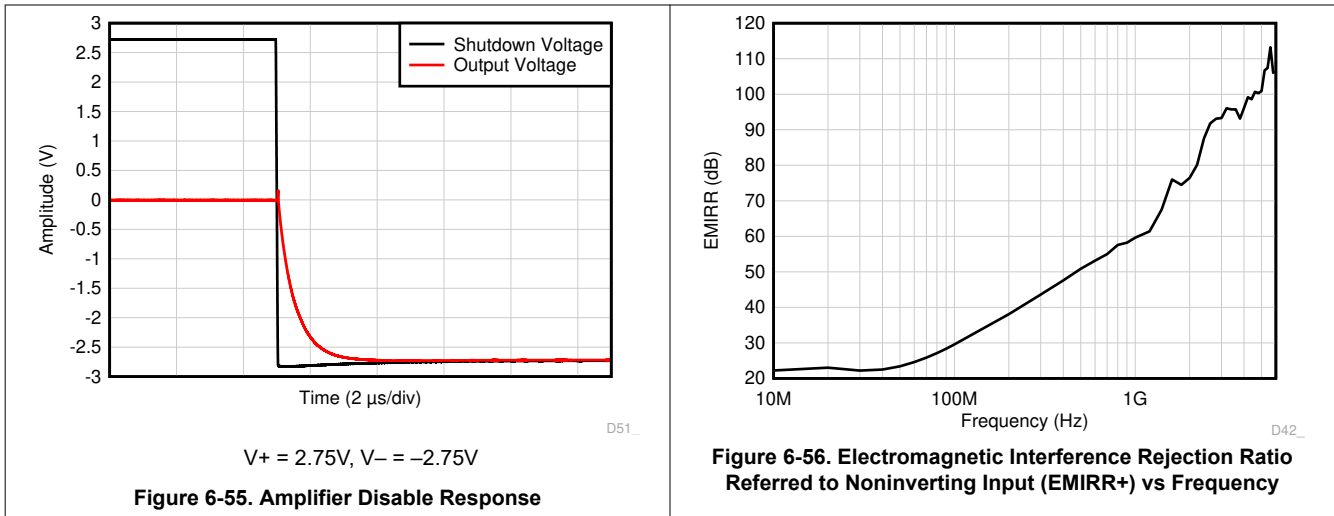 3
2.5
2
1.5
1
0.5
0
-0.5
-1
-1.5
-2
-2.5
-3
Amplitude (V)
Shutdown Voltage
Output Voltage
Time (2 µs/div)
D51_
V+ = 2.75V, V– = –2.75V
Figure 6-55. Amplifier Disable Response
120
110
100
90
80
70
60
50
40
30
20
EMIRR (dB)
10M
100M
1G
Frequency (Hz)
D42_
Figure 6-56. Electromagnetic Interference Rejection Ratio
Referred to Noninverting Input (EMIRR+) vs Frequency